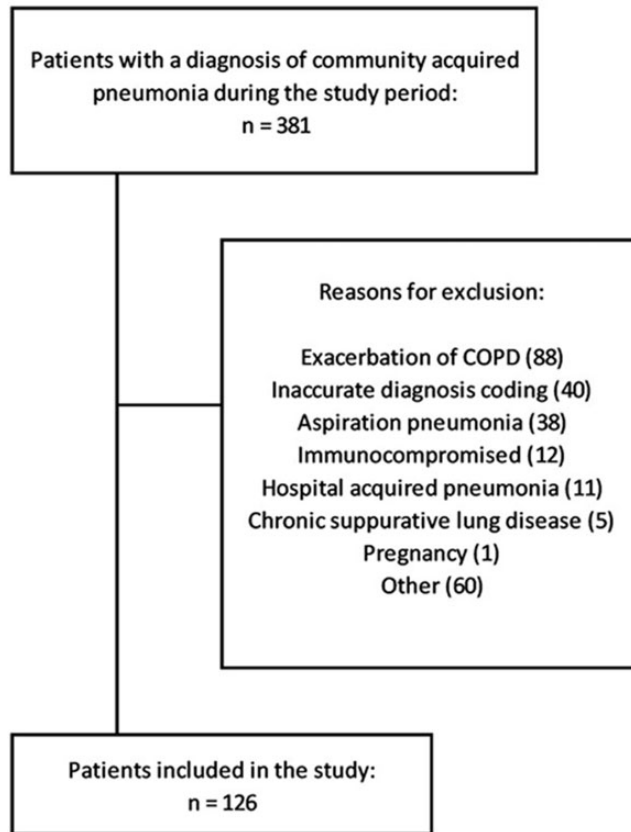 Patients with a diagnosis of community acquired
pneumonia during the study period:
n = 381
Reasons for exclusion:
Exacerbation of COPD (88)
Inaccurate diagnosis coding (40)
Aspiration pneumonia (38)
Immunocompromised (12)
Hospital acquired pneumonia (11)
Chronic suppurative lung disease (5)
Pregnancy (1)
Other (60)
Patients included in the study:
n = 126